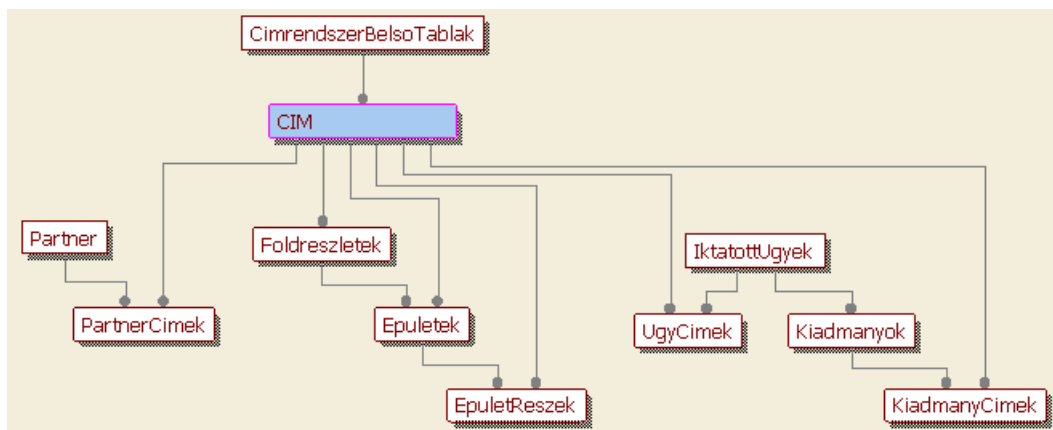 CimrendszerBelsoTablak
CIM
Partner
Foldreszletek
IktatottUgyek
PartnerCimek
Epuletek
UgyCimek
Kiadmanyok
EpuletReszek
KiadmanyCimek